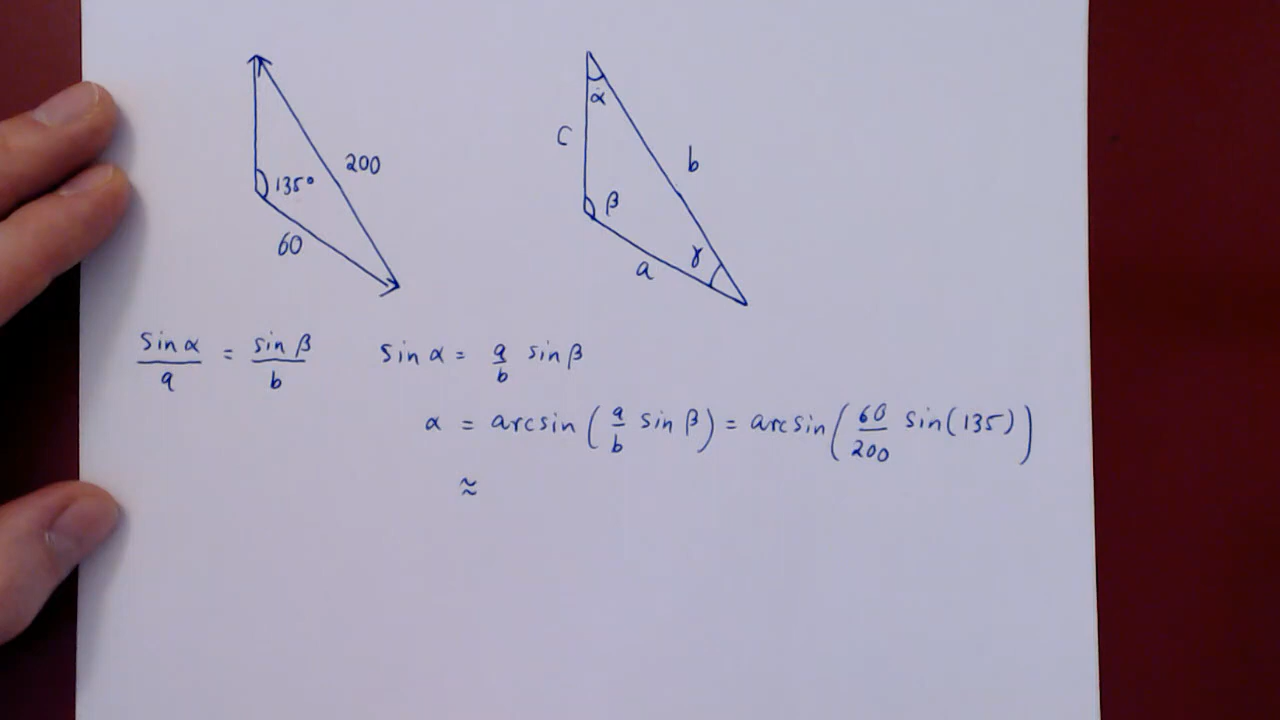 135°
200
60
α
c
b
β
γ
a
sin α / a = sin β / b
sin α = a/b sin β
α = arcsin ( a/b sin β ) = arcsin ( 60/200 sin(135) )
≈